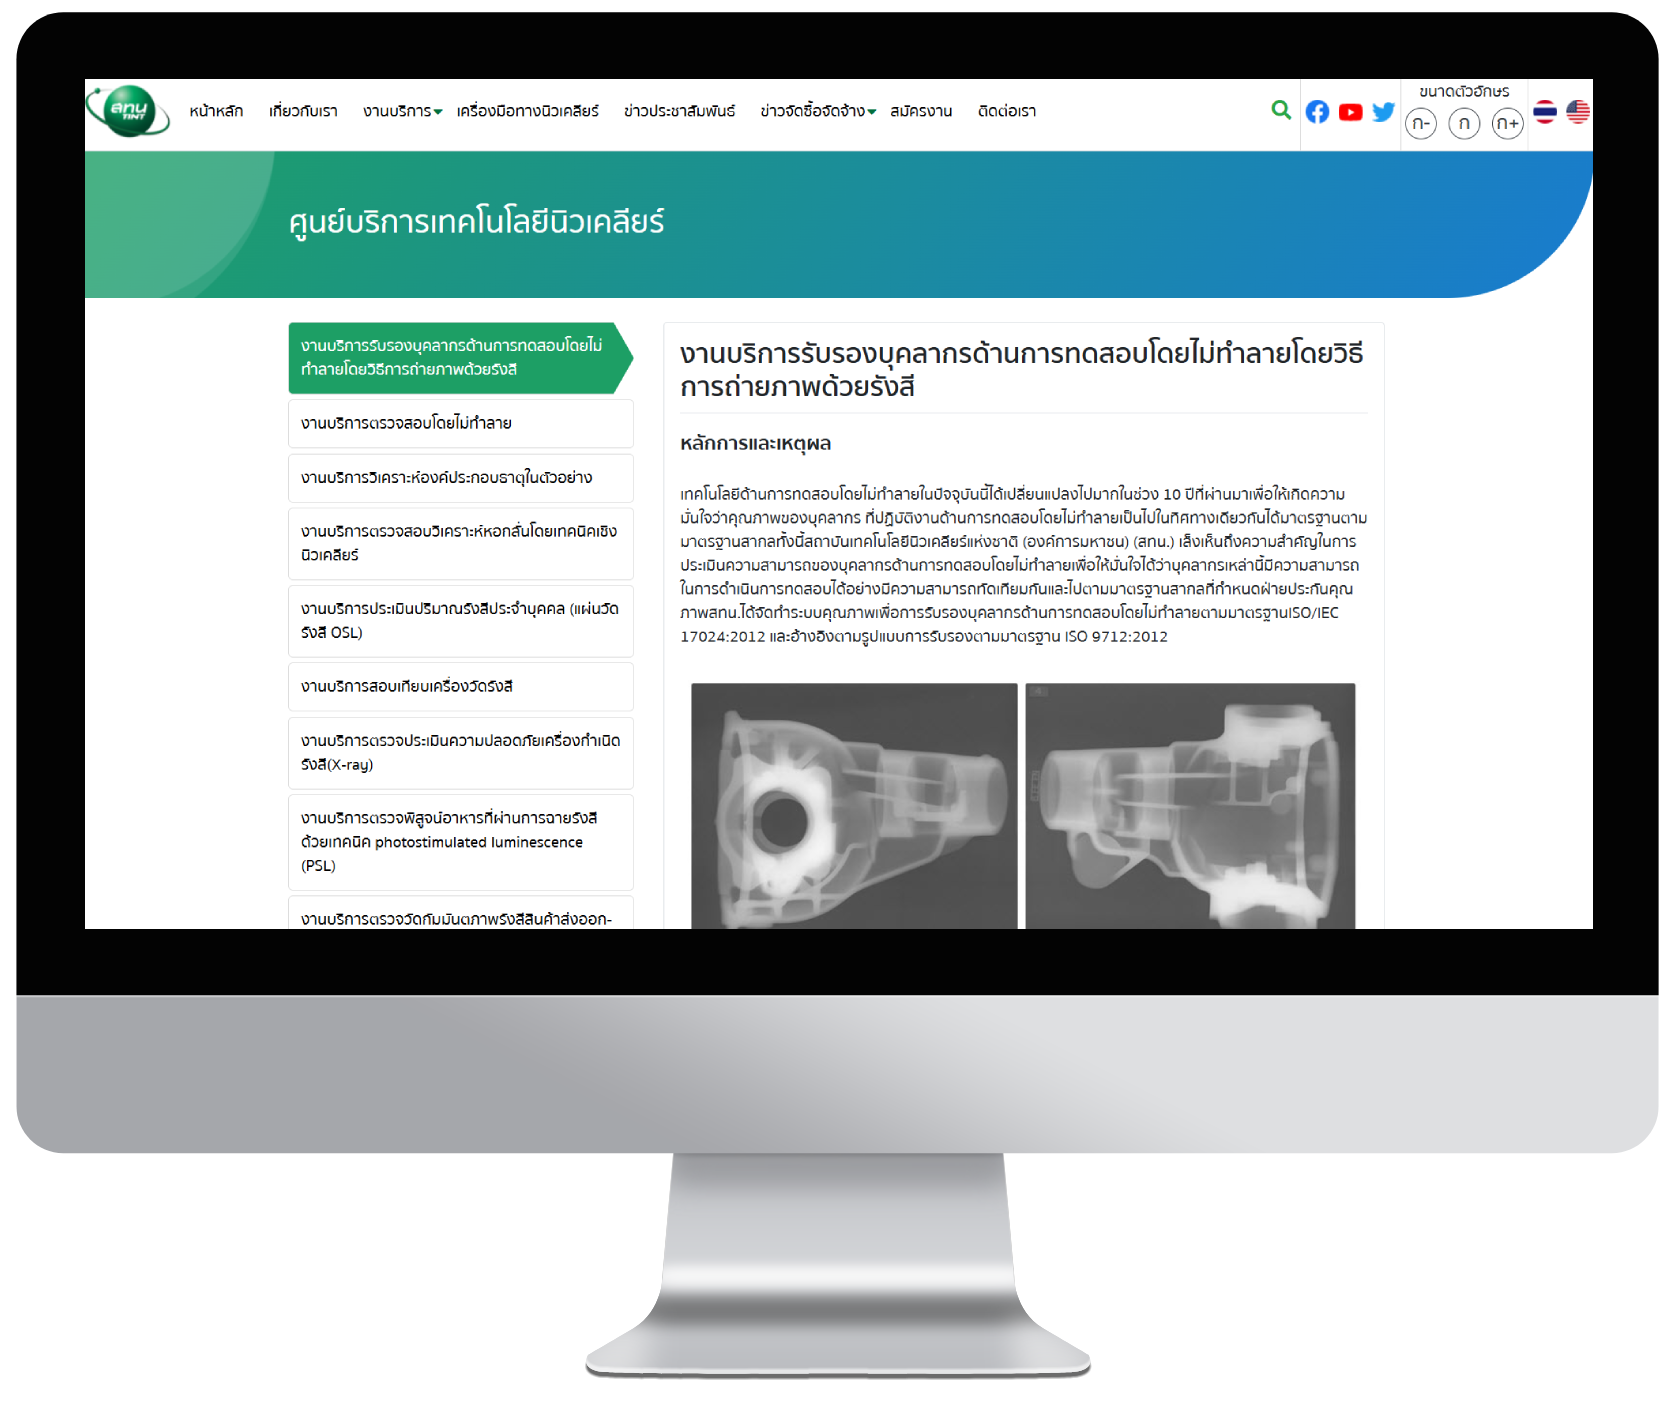 สทน
TINT
หน้าหลัก เกี่ยวกับเรา งานบริการ เครื่องมือทางนิวเคลียร์ ข่าวประชาสัมพันธ์ ข่าวจัดซื้อจัดจ้าง สมัครงาน ติดต่อเรา
ขนาดตัวอักษร
ก- ก ก+
ศูนย์บริการเทคโนโลยีนิวเคลียร์
งานบริการรับรองบุคลากรด้านการทดสอบโดยไม่
ทำลายโดยวิธีการถ่ายภาพด้วยรังสี
งานบริการตรวจสอบโดยไม่ทำลาย
งานบริการวิเคราะห์องค์ประกอบธาตุในตัวอย่าง
งานบริการตรวจสอบวิเคราะห์หอกลั่นโดยเทคนิคเชิง
นิวเคลียร์
งานบริการประเมินปริมาณรังสีประจำบุคคล (แผ่นวัด
รังสี OSL)
งานบริการสอบเทียบเครื่องวัดรังสี
งานบริการตรวจประเมินความปลอดภัยเครื่องกำเนิด
รังสี(X-ray)
งานบริการตรวจพิสูจน์อาหารที่ผ่านการฉายรังสี
ด้วยเทคนิค photostimulated luminescence
(PSL)
งานบริการตรวจวัดกัมมันตภาพรังสีสินค้าส่งออก-
งานบริการรับรองบุคลากรด้านการทดสอบโดยไม่ทำลายโดยวิธี
การถ่ายภาพด้วยรังสี
หลักการและเหตุผล
เทคโนโลยีด้านการทดสอบโดยไม่ทำลายในปัจจุบันนี้ได้เปลี่ยนแปลงไปมากในช่วง 10 ปีที่ผ่านมาเพื่อให้เกิดความ
มั่นใจว่าคุณภาพของบุคลากร ที่ปฏิบัติงานด้านการทดสอบโดยไม่ทำลายเป็นไปในทิศทางเดียวกันได้มาตรฐานตาม
มาตรฐานสากลทั้งนี้สถาบันเทคโนโลยีนิวเคลียร์แห่งชาติ (องค์การมหาชน) (สทน.) เล็งเห็นถึงความสำคัญในการ
ประเมินความสามารถของบุคลากรด้านการทดสอบโดยไม่ทำลายเพื่อให้มั่นใจได้ว่าบุคลากรเหล่านี้มีความสามารถ
ในการดำเนินการทดสอบได้อย่างมีความสามารถทัดเทียมกันและไปตามมาตรฐานสากลที่กำหนดฝ่ายประกันคุณ
ภาพสทน.ได้จัดทำระบบคุณภาพเพื่อการรับรองบุคลากรด้านการทดสอบโดยไม่ทำลายตามมาตรฐานISO/IEC
17024:2012 และอ้างอิงตามรูปแบบการรับรองตามมาตรฐาน ISO 9712:2012